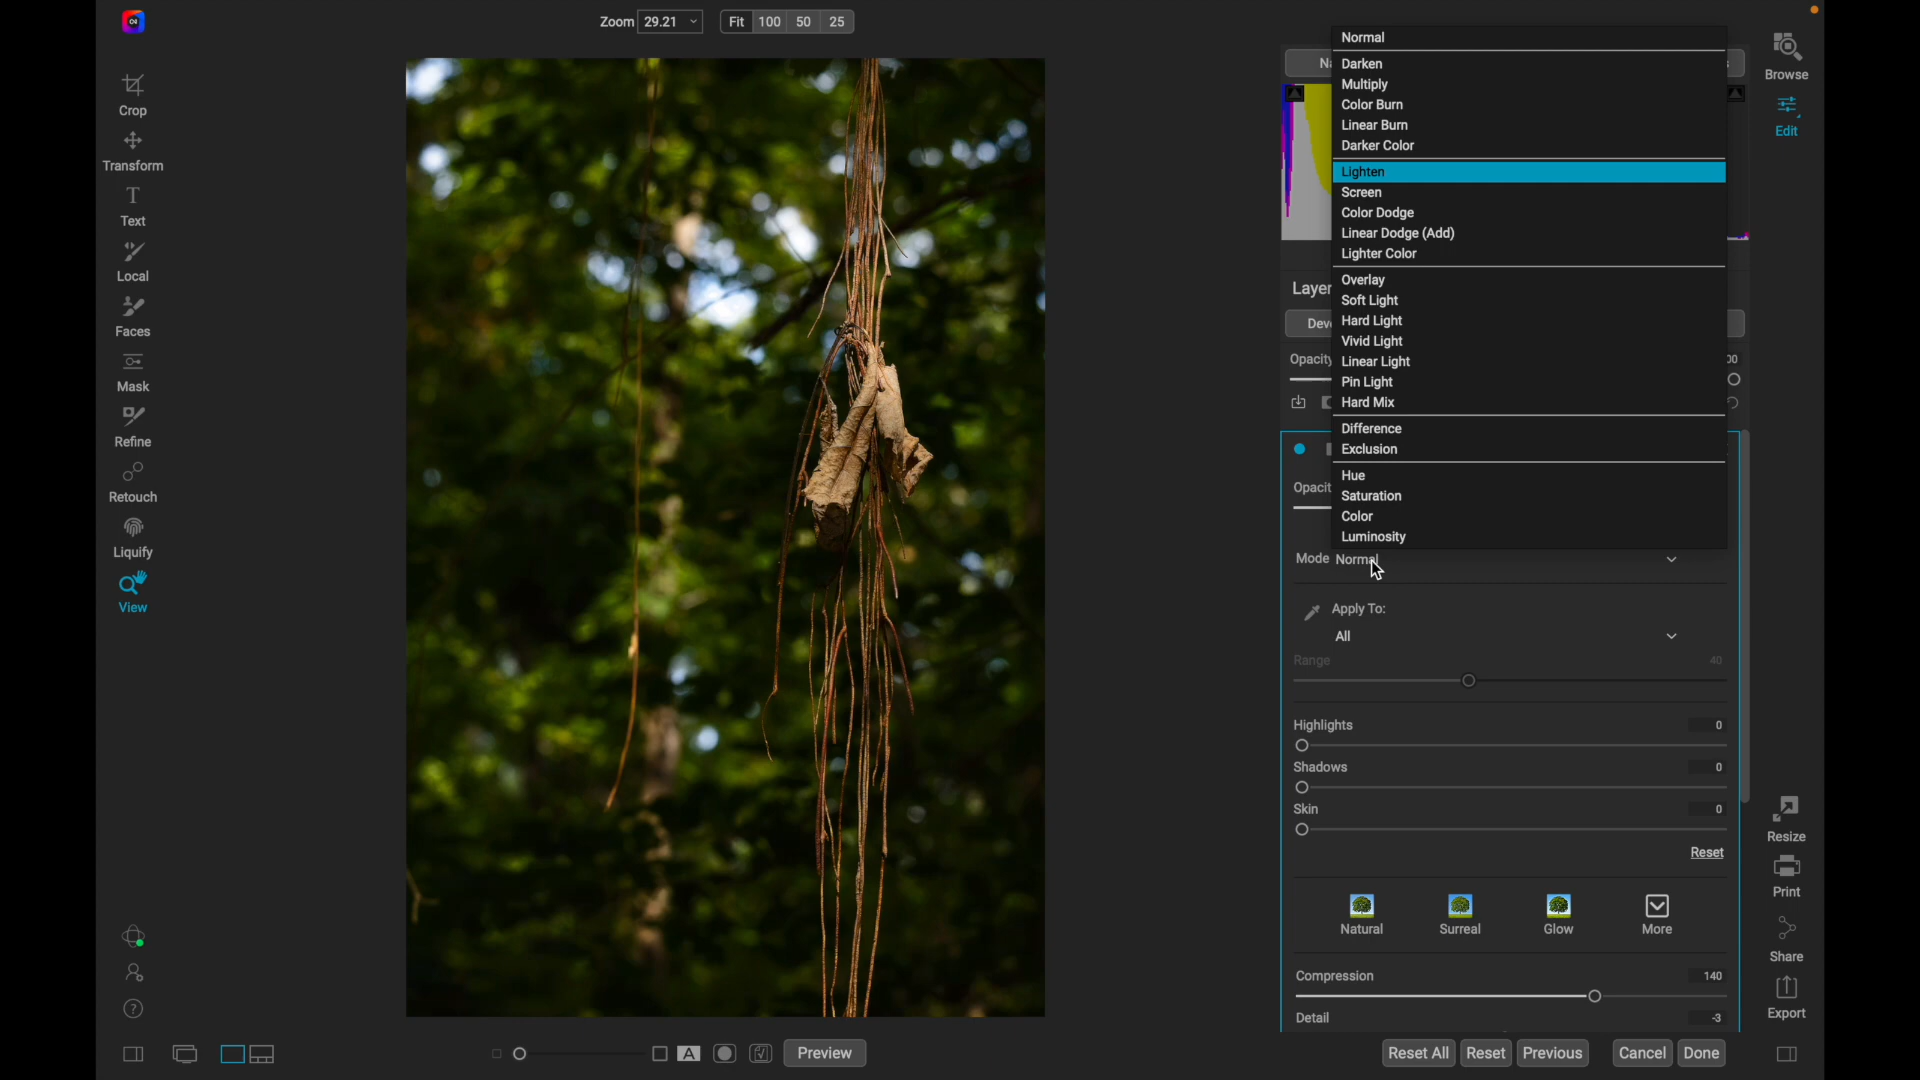 Zoom 29.21 Fit 100 50 25
Crop
Transform
Text
Local
Faces
Mask
Refine
Retouch
Liquify
View
Normal
Darken
Multiply
Color Burn
Linear Burn
Darker Color
Lighten
Screen
Color Dodge
Linear Dodge (Add)
Lighter Color
Overlay
Soft Light
Hard Light
Vivid Light
Linear Light
Pin Light
Hard Mix
Difference
Exclusion
Hue
Saturation
Color
Luminosity
Mode Normal
Apply To:
All
Range 40
Highlights 0
Shadows 0
Skin 0
Reset
Natural Surreal Glow More
Compression 140
Detail -3
Browse
Edit
Resize
Print
Share
Export
A Preview
Reset All Reset Previous Cancel Done